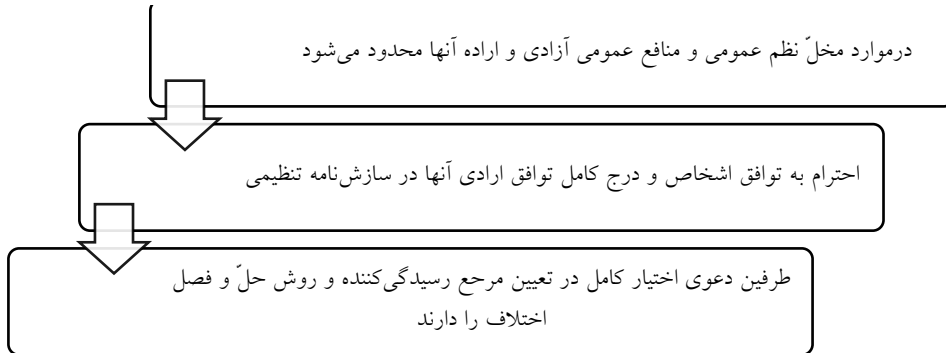 درموارد مخلّ نظم عمومی و منافع عمومی آزادی و اراده آنها محدود می‌شود
احترام به توافق اشخاص و درج کامل توافق ارادی آنها در سازش‌نامه تنظیمی
طرفین دعوی اختیار کامل در تعیین مرجع رسیدگی‌کننده و روش حلّ و فصل
اختلاف را دارند